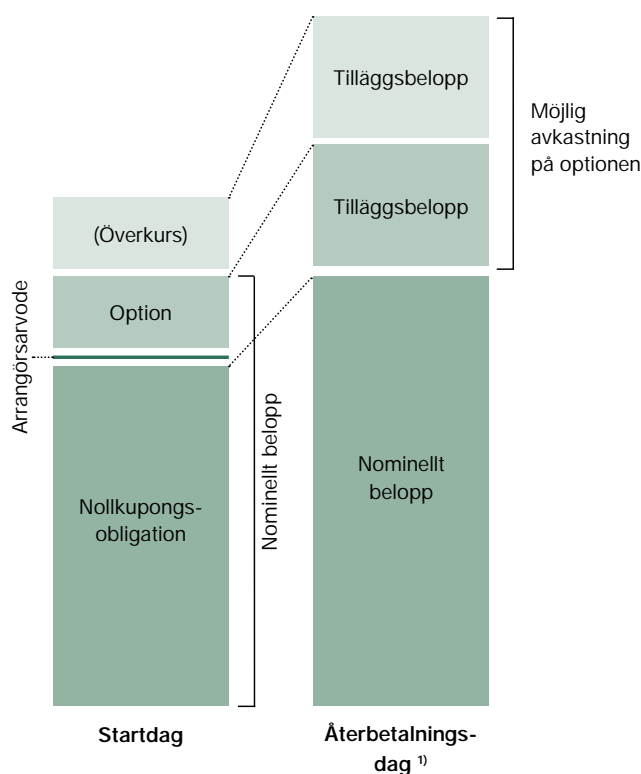 Tilläggsbelopp
Möjlig
avkastning
på optionen
Tilläggsbelopp
(Överkurs)
Option
Arrangörsarvode
Nominellt belopp
Nollkupongs-
obligation
Nominellt
belopp
Startdag
Återbetalnings-
dag 1)